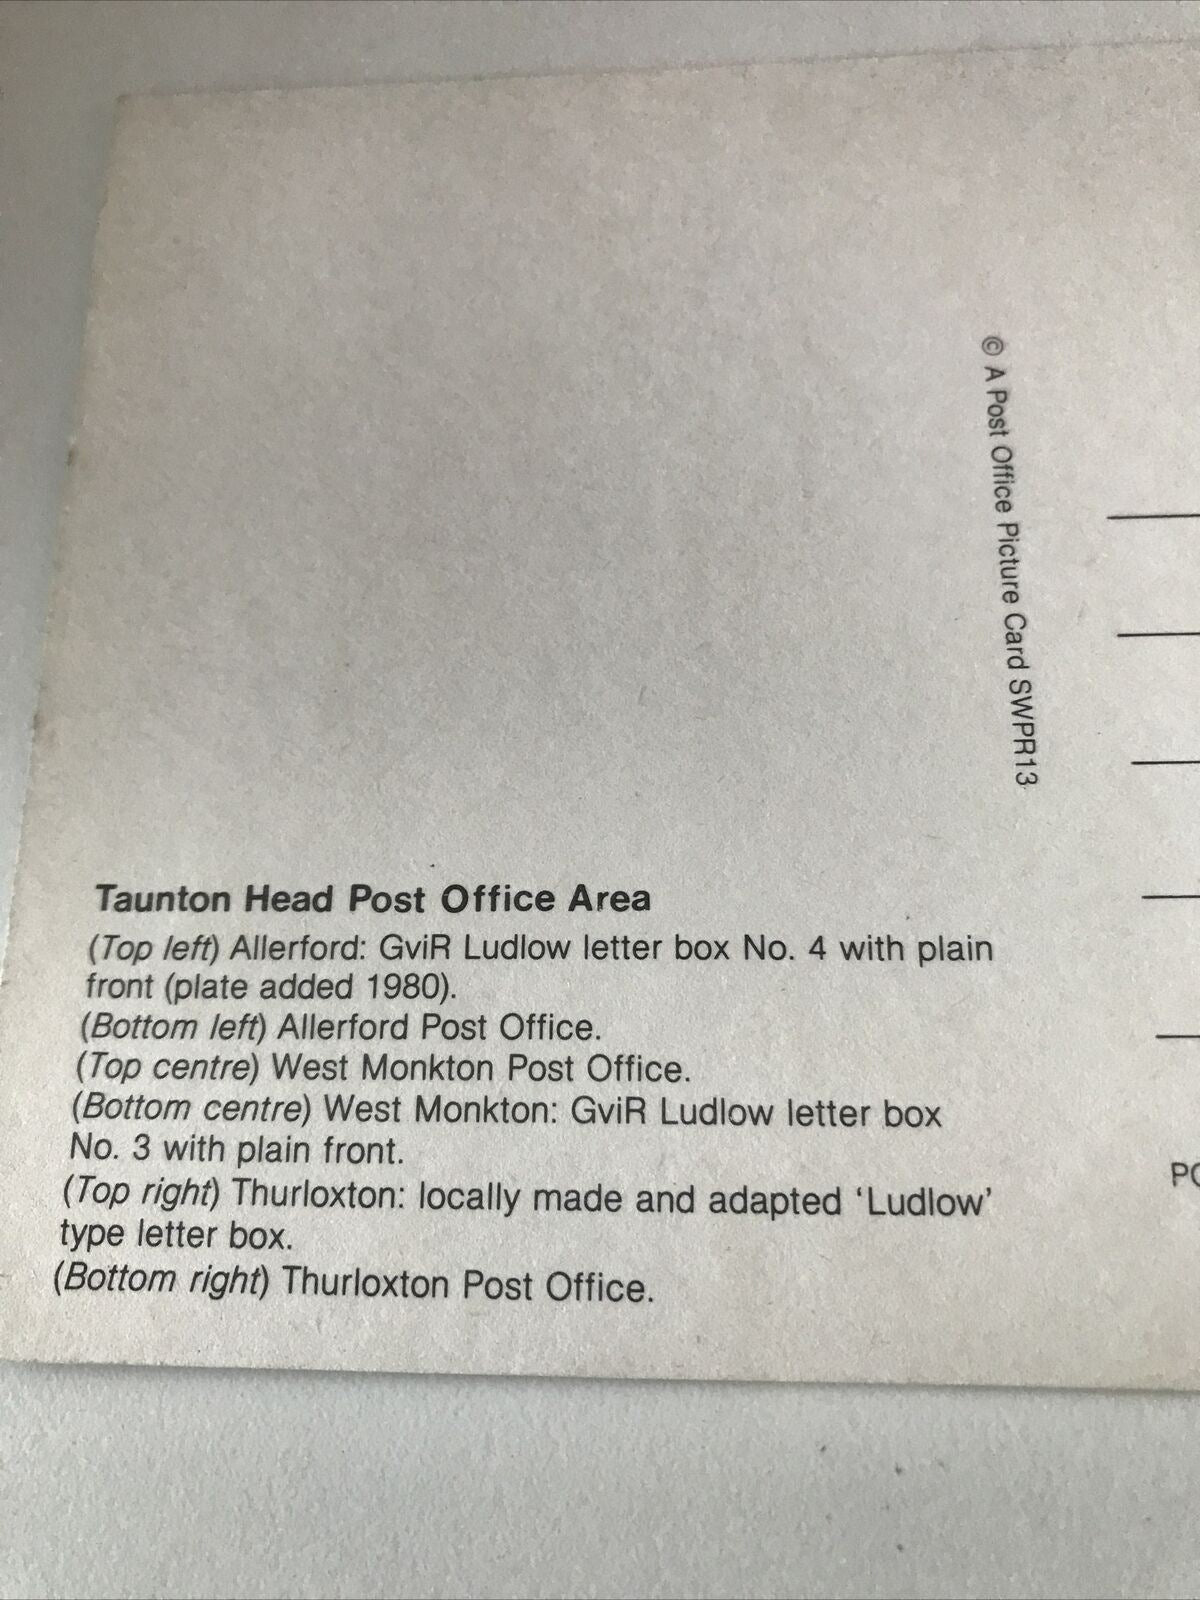 © A Post Office Picture Card SWPR13
Taunton Head Post Office Area
(Top left) Allerford: GviR Ludlow letter box No. 4 with plain
front (plate added 1980).
(Bottom left) Allerford Post Office.
(Top centre) West Monkton Post Office.
(Bottom centre) West Monkton: GviR Ludlow letter box
No. 3 with plain front.
(Top right) Thurloxton: locally made and adapted ‘Ludlow’
type letter box.
(Bottom right) Thurloxton Post Office.